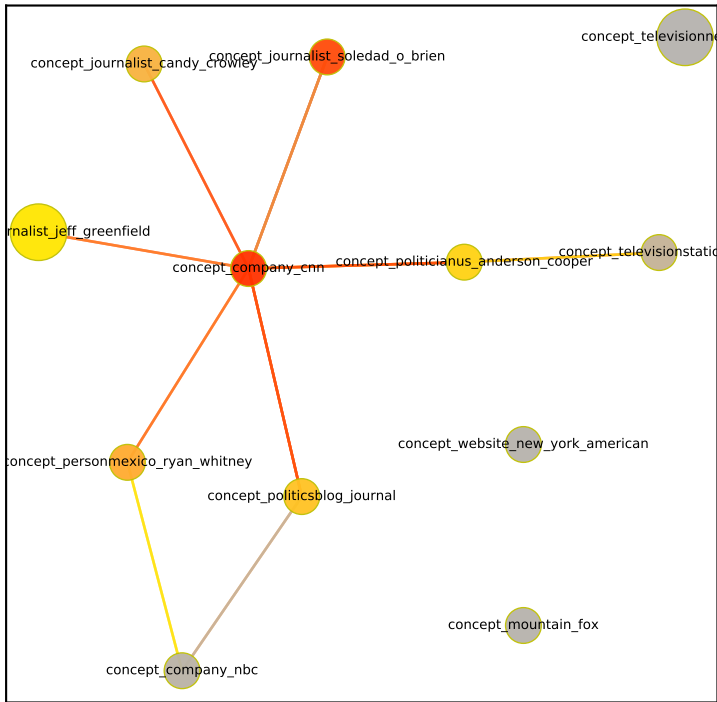 concept_televisionne
concept_journalist_soledad_o_brien
concept_journalist_candy_crowley
rnalist_jeff_greenfield
concept_televisionstatio
concept_politicianus_anderson_cooper
concept_company_cnn
concept_website_new_york_american
concept_personmexico_ryan_whitney
concept_politicsblog_journal
concept_mountain_fox
concept_company_nbc